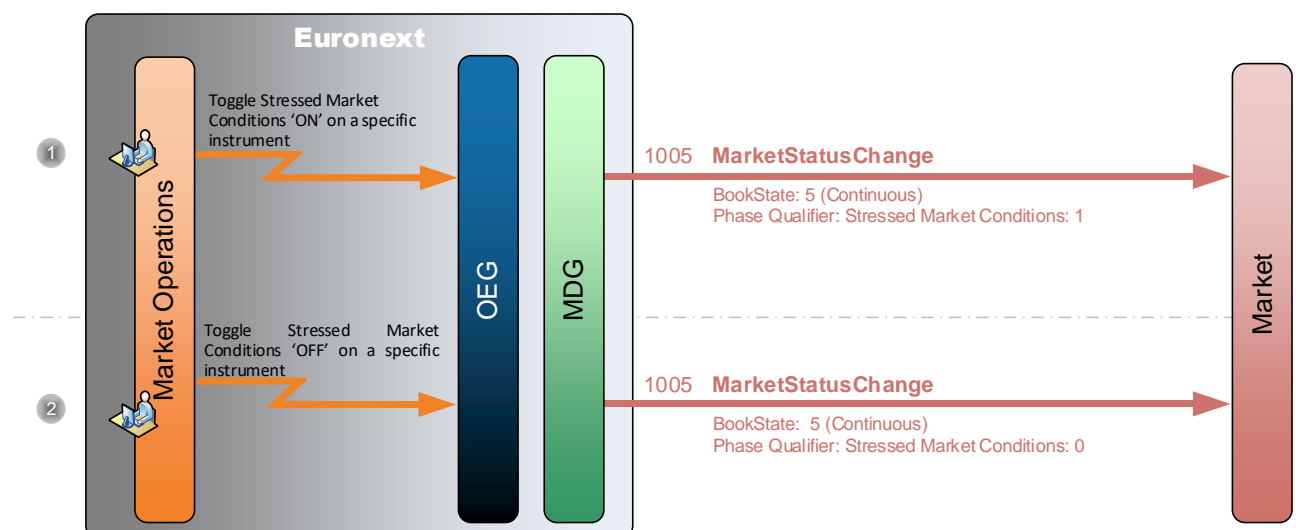 Euronext
Toggle Stressed Market
Conditions ‘ON’ on a specific
instrument
1
1005 MarketStatusChange
BookState: 5 (Continuous)
Phase Qualifier: Stressed Market Conditions: 1
Market Operations
OEG
MDG
Market
Toggle Stressed Market
Conditions ‘OFF’ on a specific
instrument
2
1005 MarketStatusChange
BookState: 5 (Continuous)
Phase Qualifier: Stressed Market Conditions: 0